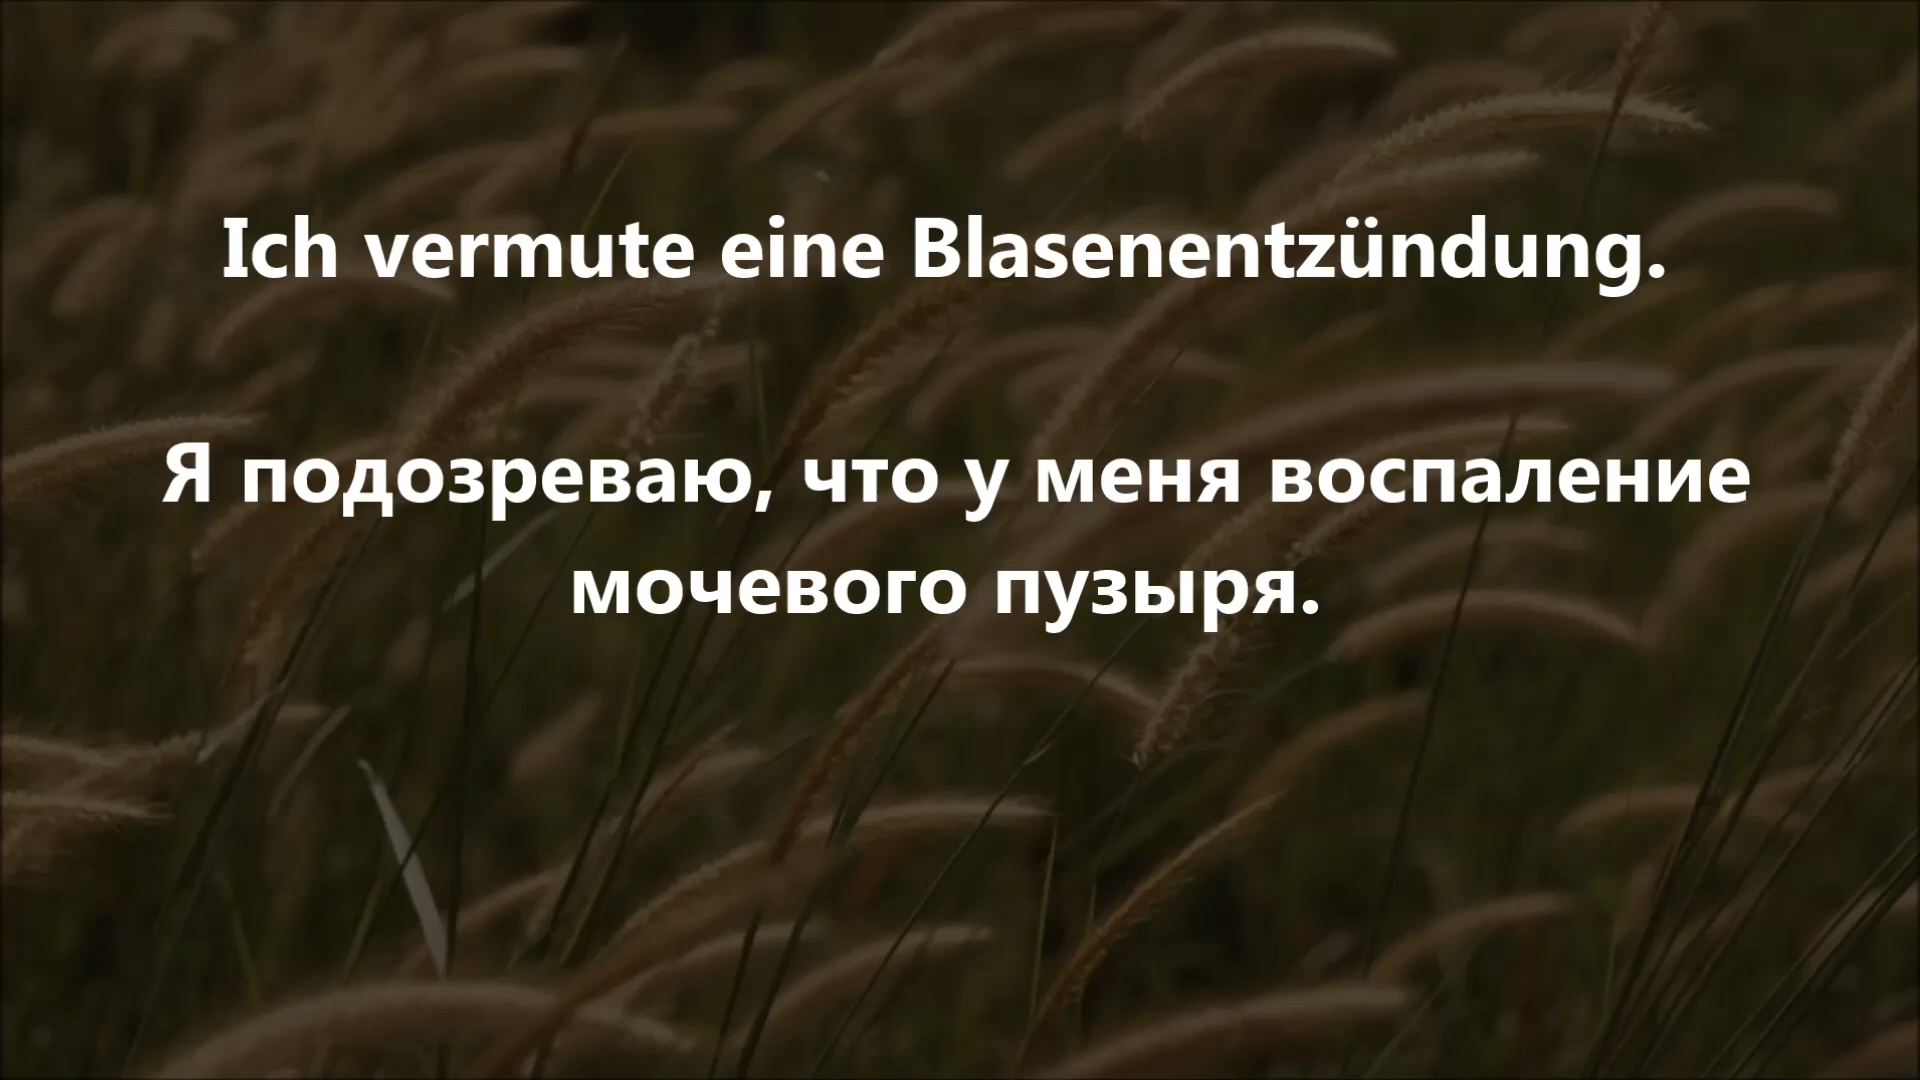 Ich vermute eine Blasenentzündung.
Я подозреваю, что у меня воспаление
мочевого пузыря.